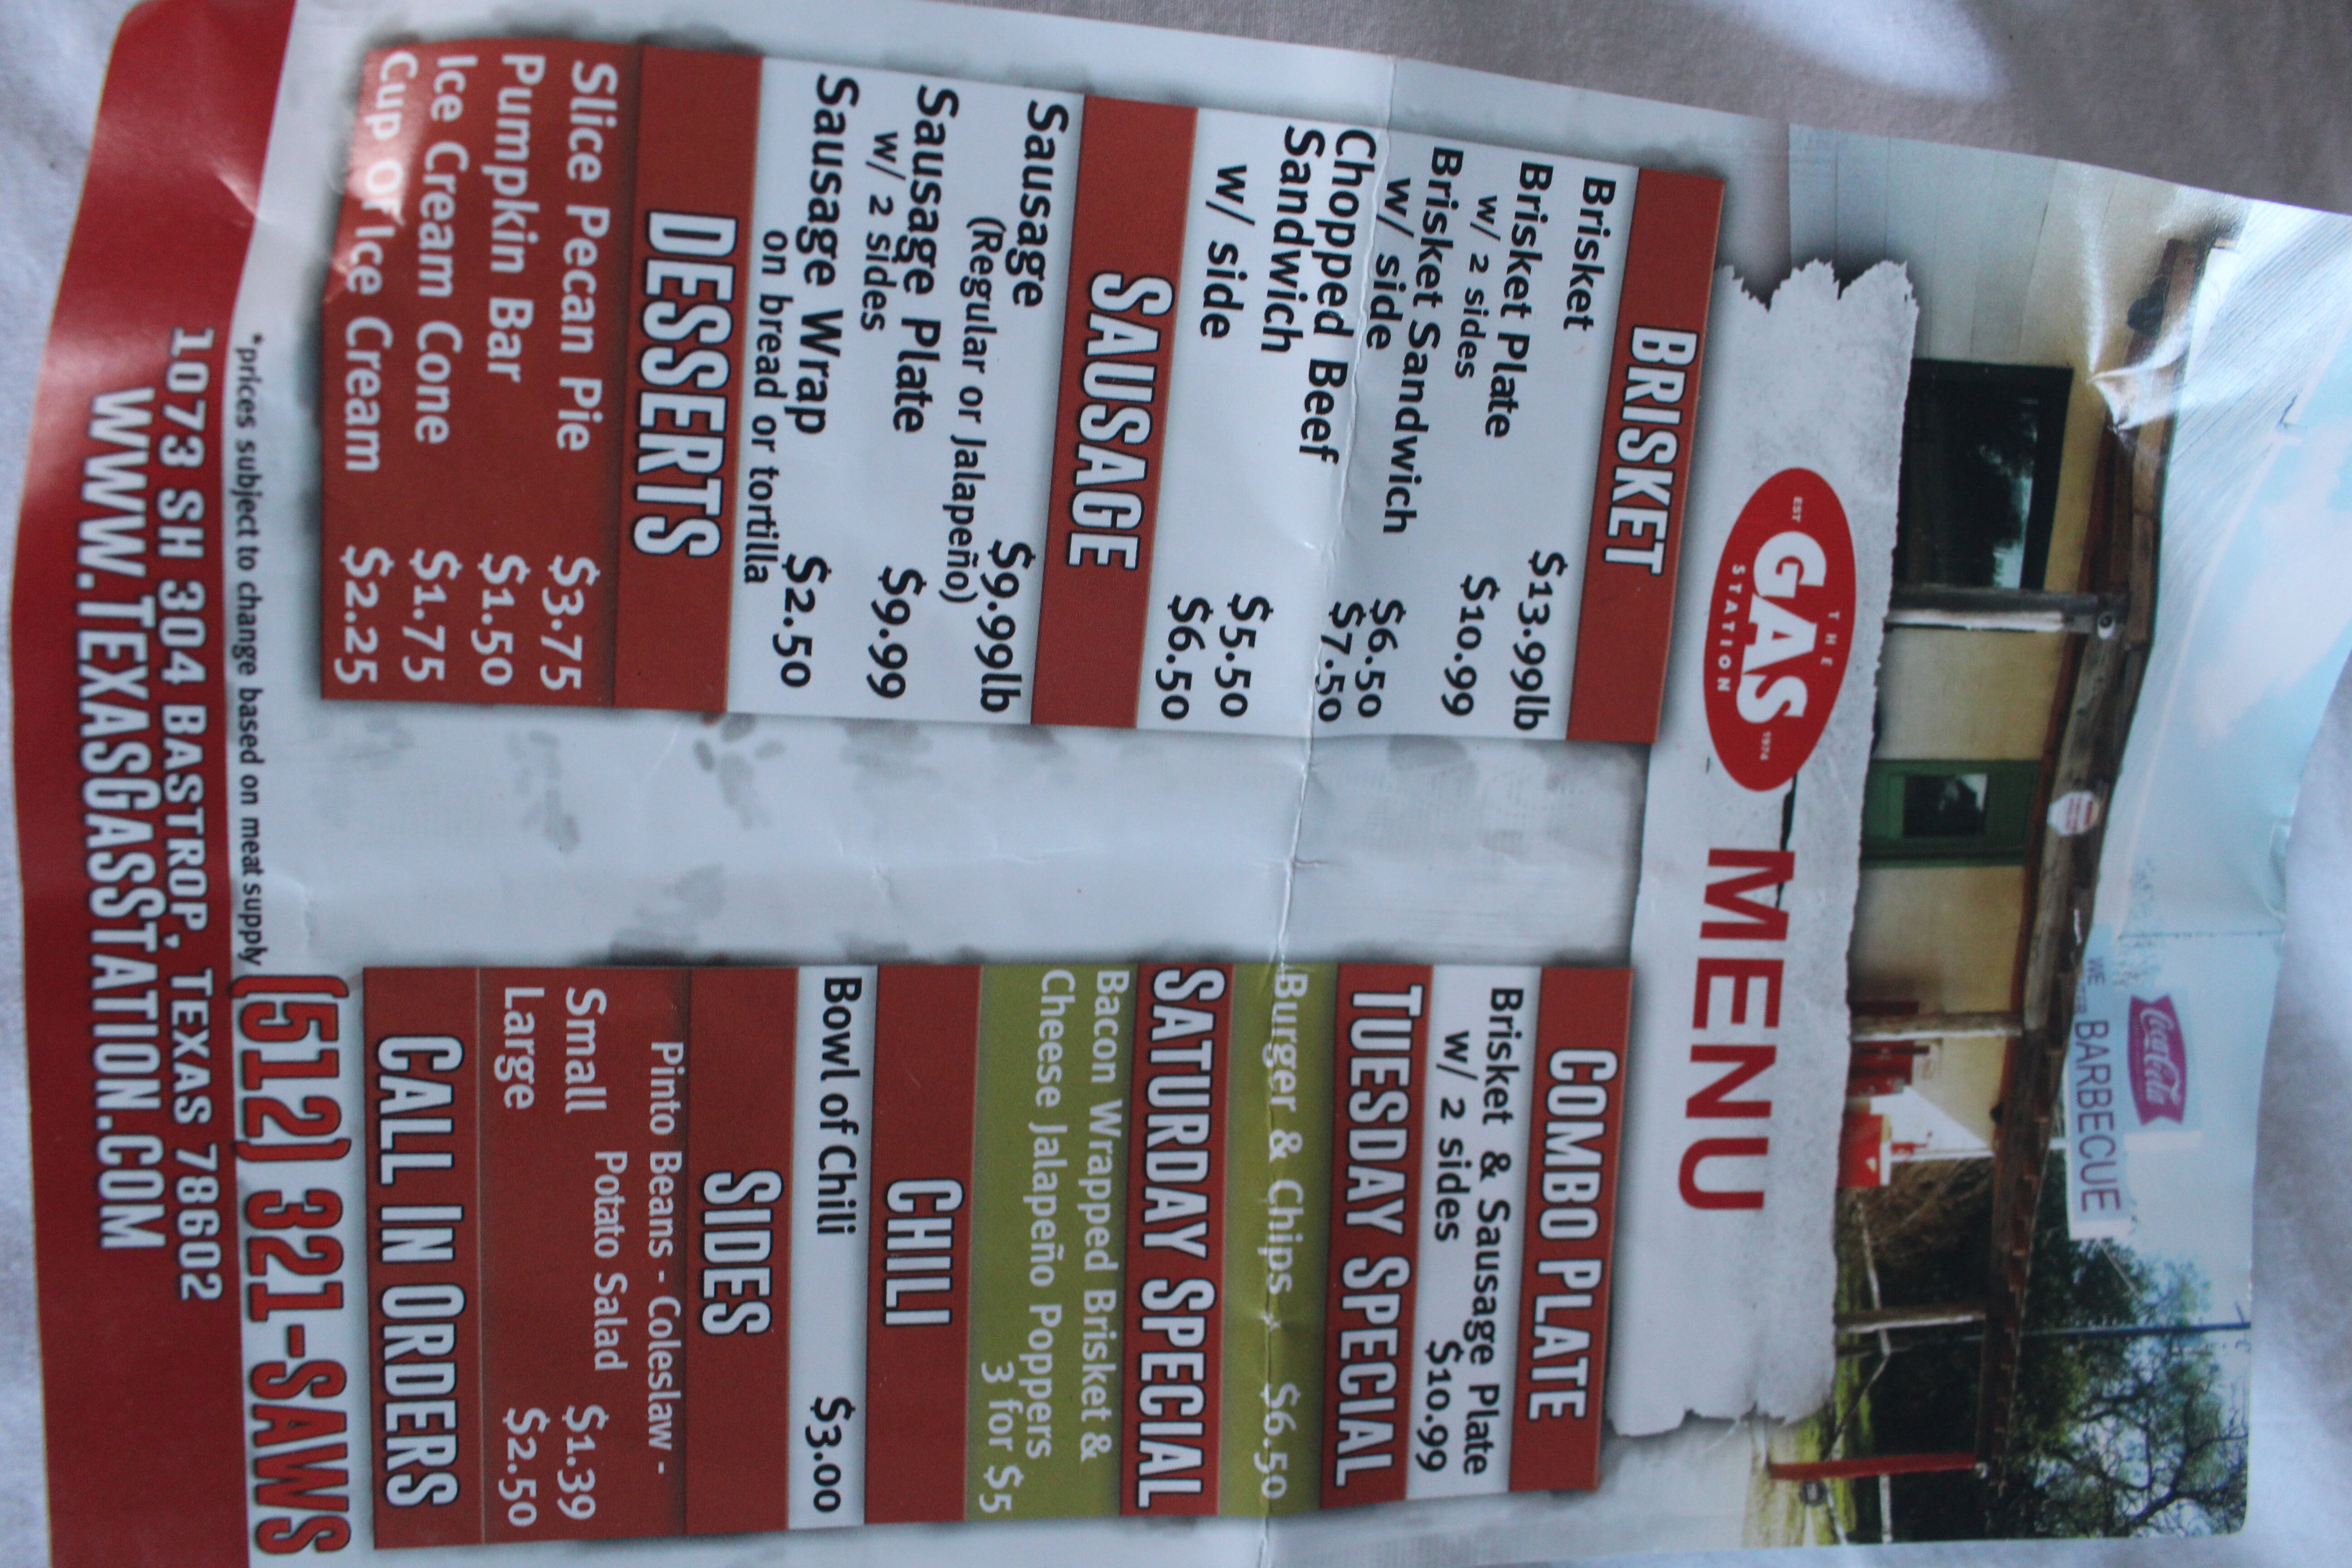 WE
BARBECUE
Coca-Cola
THE
GAS
STATION
EST
1974
MENU
BRISKET
Brisket $13.99lb
Brisket Plate $10.99
w/ 2 sides
Brisket Sandwich $6.50
w/ side $7.50
Chopped Beef
Sandwich $5.50
w/ side $6.50
SAUSAGE
Sausage $9.99lb
(Regular or Jalapeño)
Sausage Plate $9.99
w/ 2 sides
Sausage Wrap $2.50
on bread or tortilla
DESSERTS
Slice Pecan Pie $3.75
Pumpkin Bar $1.50
Ice Cream Cone $1.75
Cup Of Ice Cream $2.25
COMBO PLATE
Brisket & Sausage Plate
w/ 2 sides $10.99
TUESDAY SPECIAL
Burger & Chips $6.50
SATURDAY SPECIAL
Bacon Wrapped Brisket &
Cheese Jalapeño Poppers
3 for $5
CHILI
Bowl of Chili $3.00
SIDES
Pinto Beans - Coleslaw -
Potato Salad
Small $1.39
Large $2.50
CALL IN ORDERS
(512) 321-SAWS
*prices subject to change based on meat supply
1073 SH 304 BASTROP, TEXAS 78602
WWW.TEXASGASSTATION.COM